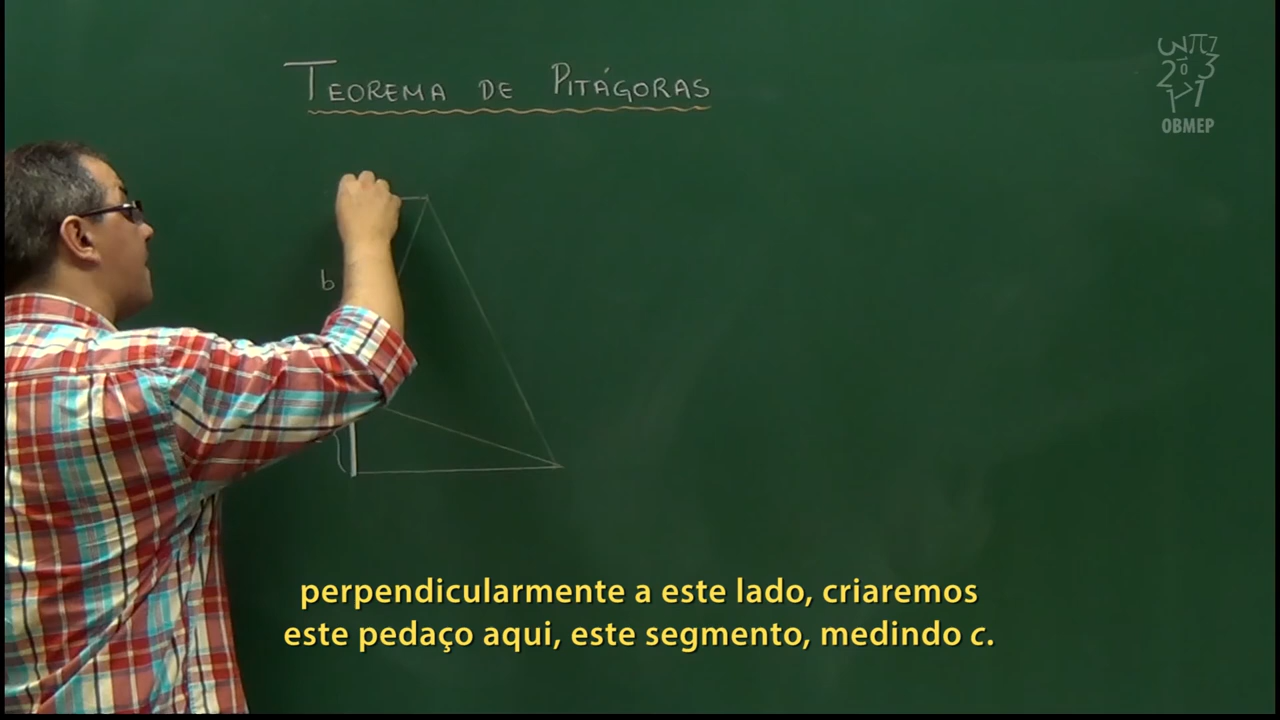 TEOREMA DE PITÁGORAS
OBMEP
b
perpendicularmente a este lado, criaremos
este pedaço aqui, este segmento, medindo c.